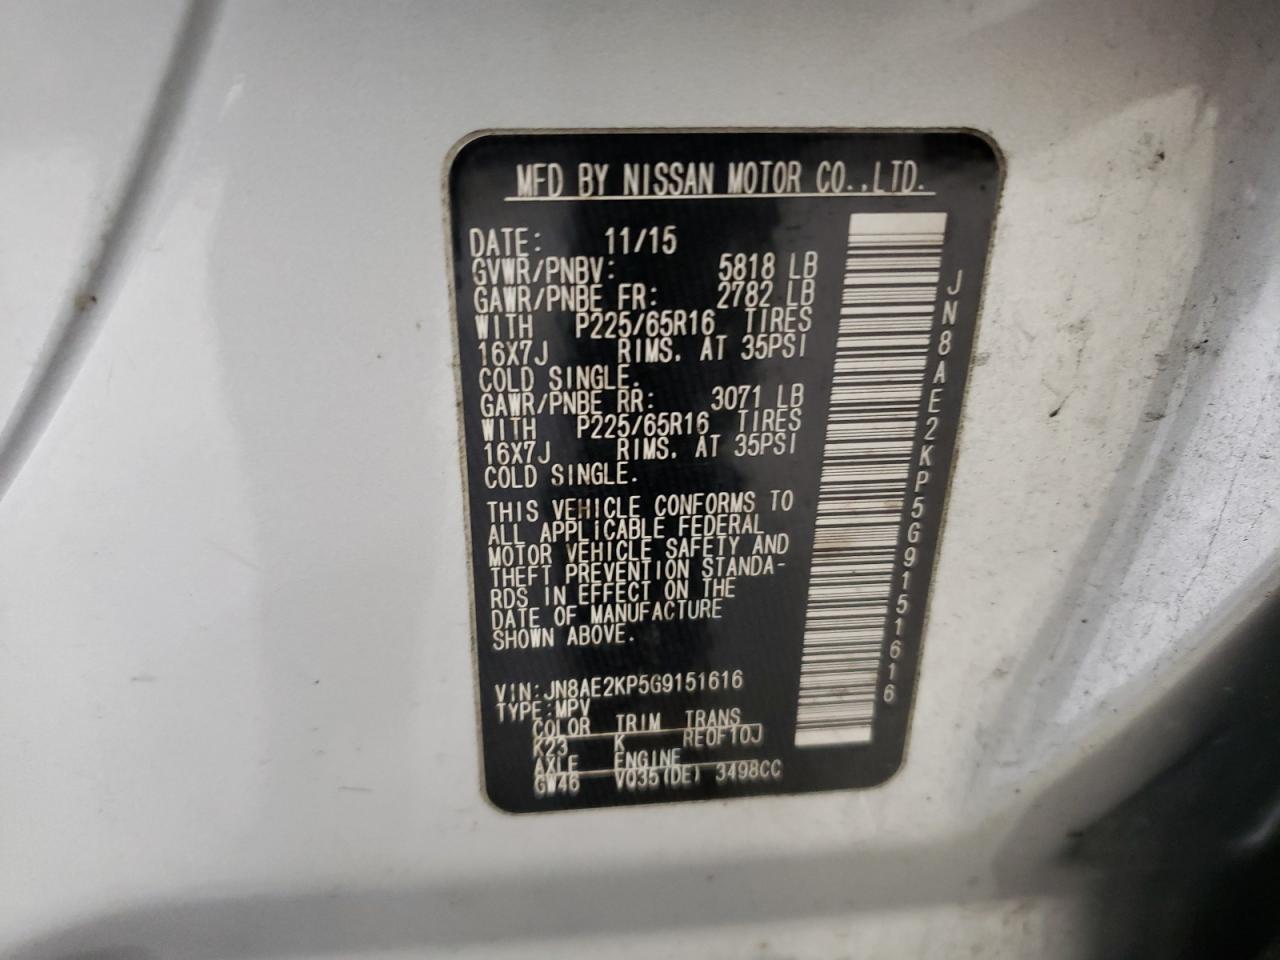 MFD BY NISSAN MOTOR CO.,LTD.
DATE: 11/15
GVWR/PNBV: 5818 LB
GAWR/PNBE FR: 2782 LB
WITH P225/65R16 TIRES
16X7J RIMS. AT 35PSI
COLD SINGLE.
GAWR/PNBE RR: 3071 LB
WITH P225/65R16 TIRES
16X7J RIMS. AT 35PSI
COLD SINGLE.
THIS VEHICLE CONFORMS TO
ALL APPLICABLE FEDERAL
MOTOR VEHICLE SAFETY AND
THEFT PREVENTION STANDA-
RDS IN EFFECT ON THE
DATE OF MANUFACTURE
SHOWN ABOVE.
VIN:JN8AE2KP5G9151616
TYPE:MPV
COLOR TRIM TRANS
K23 K RE0F10J
AXLE ENGINE
GW46 VQ35(DE) 3498CC
JN8AE2KP5G9151616